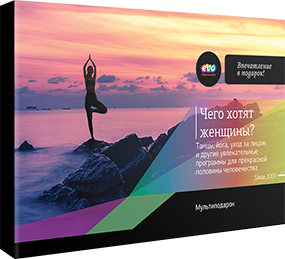 evo
Впечатление
в подарок!
Чего хотят
женщины?
Танцы, йога, уход за лицом
и другие увлекательные
программы для прекрасной
половины человечества
Since 2007
Мультиподарок